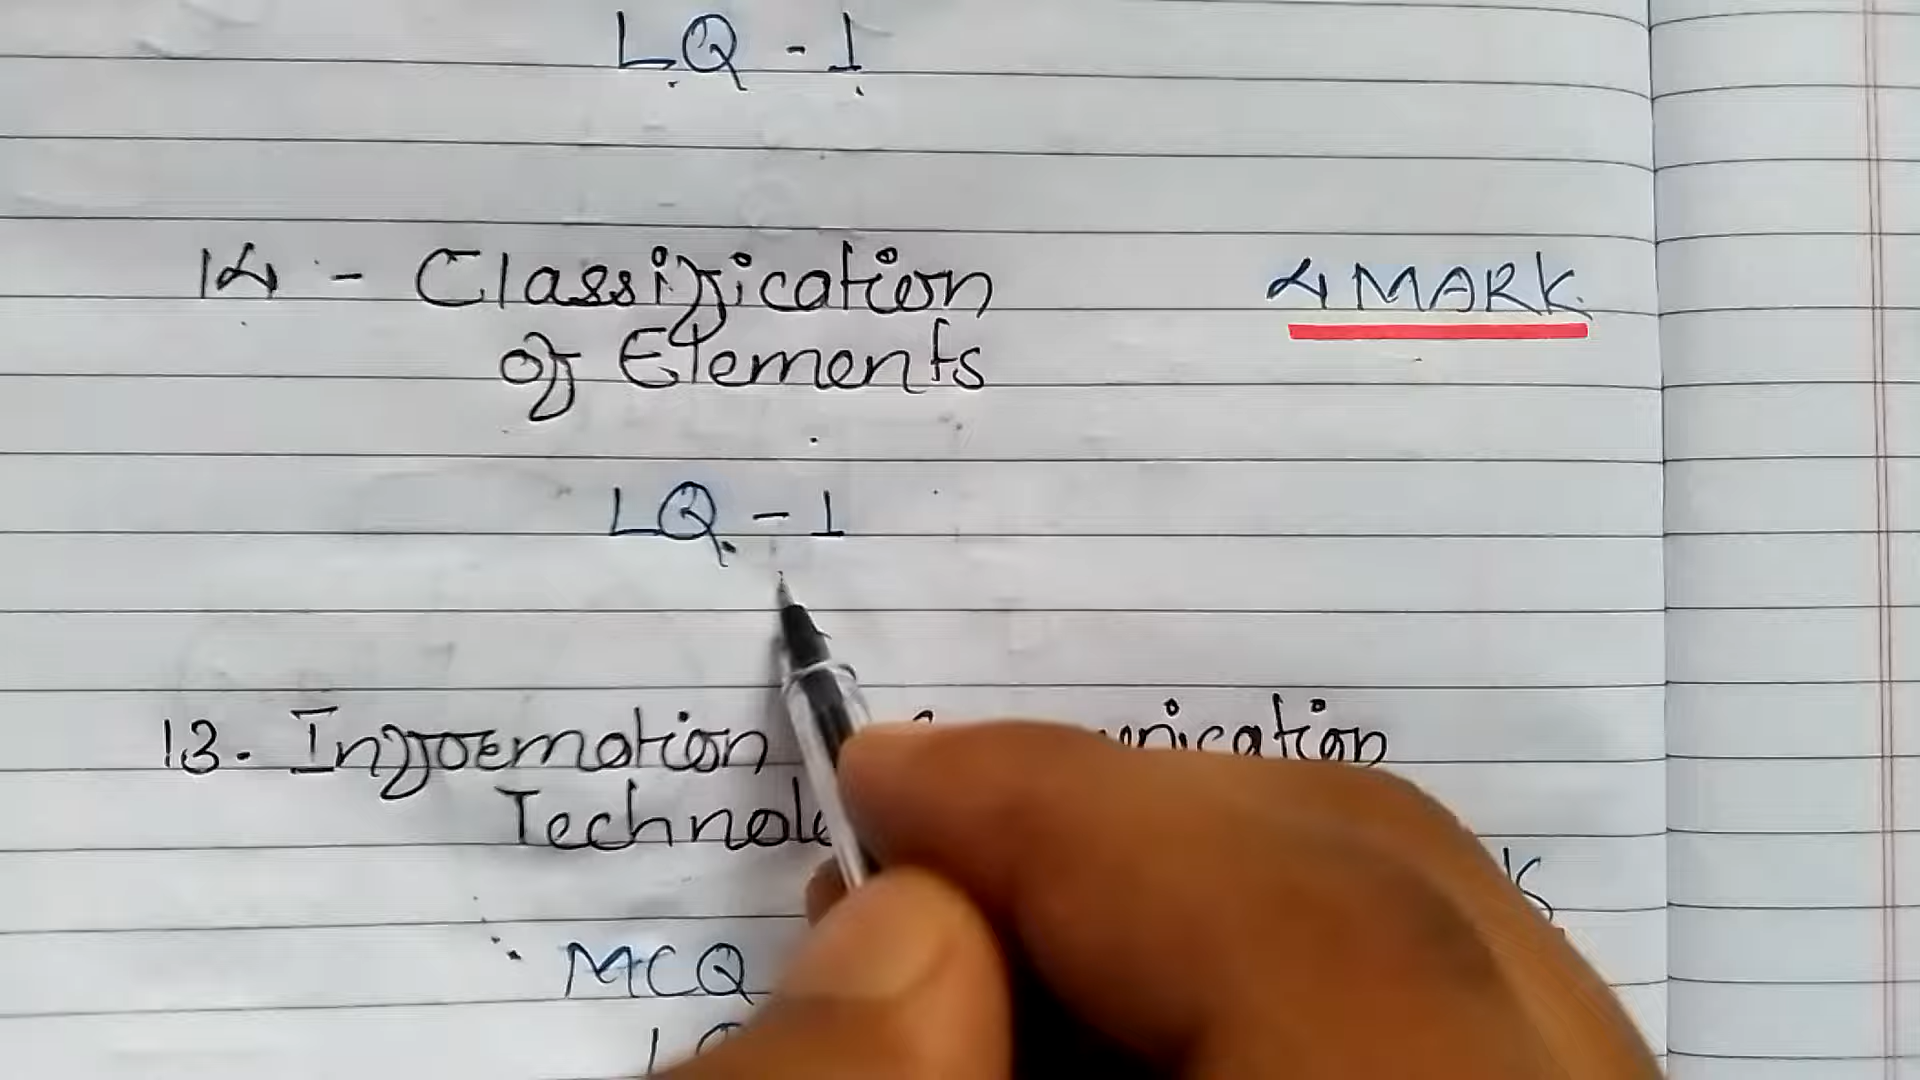 LQ - 1
14 - Classification
of Elements
4 MARK
LQ - 1
13. Information
Technol
MCQ